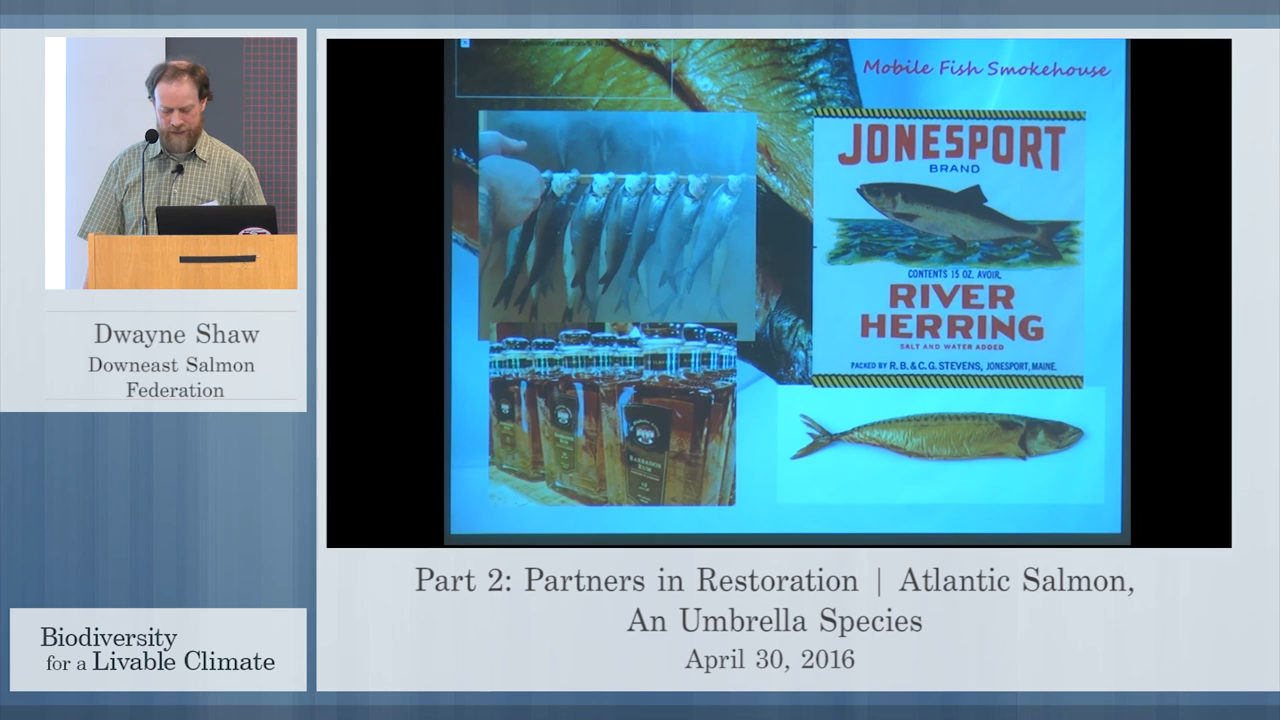 Dwayne Shaw
Downeast Salmon
Federation
Biodiversity
for a Livable Climate
Mobile Fish Smokehouse
JONESPORT
BRAND
CONTENTS 15 OZ. AVOIR.
RIVER
HERRING
SALT AND WATER ADDED
PACKED BY R. B. & C. G. STEVENS, JONESPORT, MAINE.
BARBADOS
RUM
Part 2: Partners in Restoration | Atlantic Salmon,
An Umbrella Species
April 30, 2016